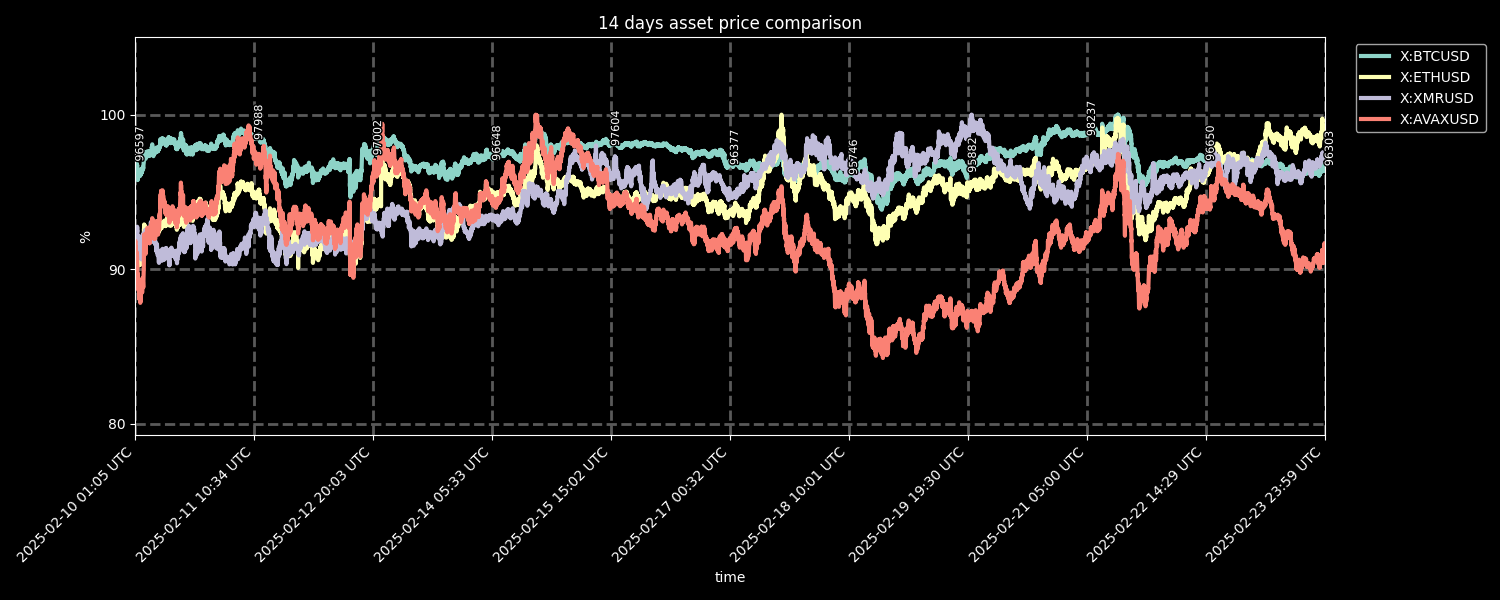 14 days asset price comparison
X:BTCUSD
X:ETHUSD
X:XMRUSD
X:AVAXUSD
100
90
80
%
96597
97988
97002
96648
97604
96377
95746
95882
98237
96650
96303
2025-02-10 01:05 UTC
2025-02-11 10:34 UTC
2025-02-12 20:03 UTC
2025-02-14 05:33 UTC
2025-02-15 15:02 UTC
2025-02-17 00:32 UTC
2025-02-18 10:01 UTC
2025-02-19 19:30 UTC
2025-02-21 05:00 UTC
2025-02-22 14:29 UTC
2025-02-23 23:59 UTC
time